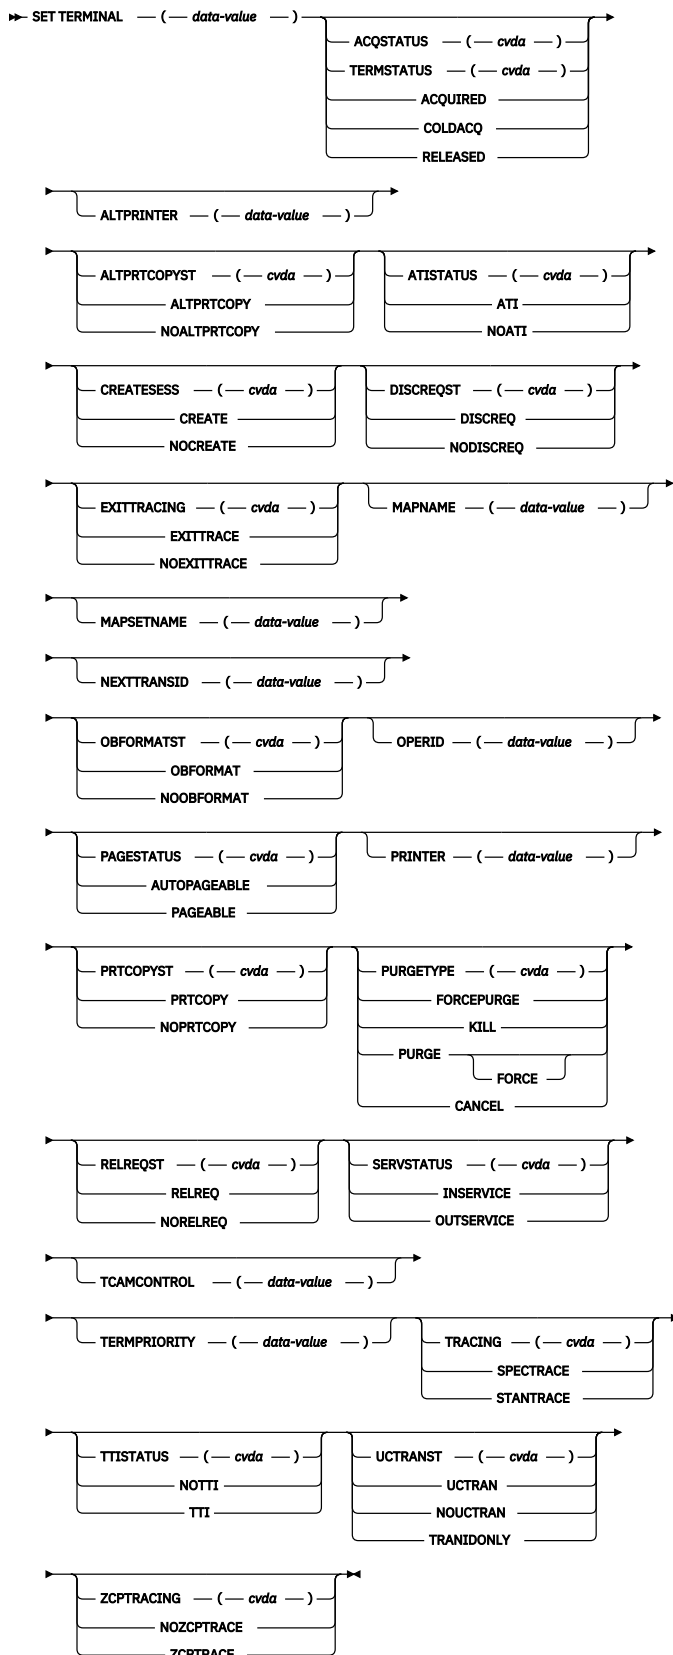 SET TERMINAL ( data-value )
ACQSTATUS ( cvda )
TERMSTATUS ( cvda )
ACQUIRED
COLDACQ
RELEASED
ALTPRINTER ( data-value )
ALTPRTCOPYST ( cvda )
ALTPRTCOPY
NOALTPRTCOPY
ATISTATUS ( cvda )
ATI
NOATI
CREATESESS ( cvda )
CREATE
NOCREATE
DISCREQST ( cvda )
DISCREQ
NODISCREQ
EXITTRACING ( cvda )
EXITTRACE
NOEXITTRACE
MAPNAME ( data-value )
MAPSETNAME ( data-value )
NEXTTRANSID ( data-value )
OBFORMATST ( cvda )
OBFORMAT
NOOBFORMAT
OPERID ( data-value )
PAGESTATUS ( cvda )
AUTOPAGEABLE
PAGEABLE
PRINTER ( data-value )
PRTCOPYST ( cvda )
PRTCOPY
NOPRTCOPY
PURGETYPE ( cvda )
FORCEPURGE
KILL
PURGE
FORCE
CANCEL
RELREQST ( cvda )
RELREQ
NORELREQ
SERVSTATUS ( cvda )
INSERVICE
OUTSERVICE
TCAMCONTROL ( data-value )
TERMPRIORITY ( data-value )
TRACING ( cvda )
SPECTRACE
STANTRACE
TTISTATUS ( cvda )
NOTTI
TTI
UCTRANST ( cvda )
UCTRAN
NOUCTRAN
TRANIDONLY
ZCPTRACING ( cvda )
NOZCPTRACE
ZCPTRACE